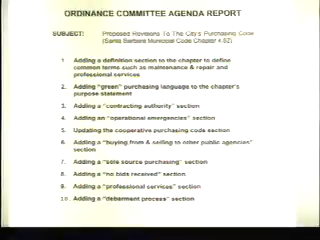 ORDINANCE COMMITTEE AGENDA REPORT
SUBJECT: Proposed Revisions To The City's Purchasing Code
(Santa Barbara Municipal Code Chapter 4.52)
1. Adding a definition section to the chapter to define
common terms such as maintenance & repair and
professional services
2. Adding "green" purchasing language to the chapter's
purpose statement
3. Adding a "contracting authority" section
4. Adding an "operational emergencies" section
5. Updating the cooperative purchasing code section
6. Adding a "buying from & selling to other public agencies"
section
7. Adding a "sole source purchasing" section
8. Adding a "no bids received" section
9. Adding a "professional services" section
10. Adding a "debarment process" section